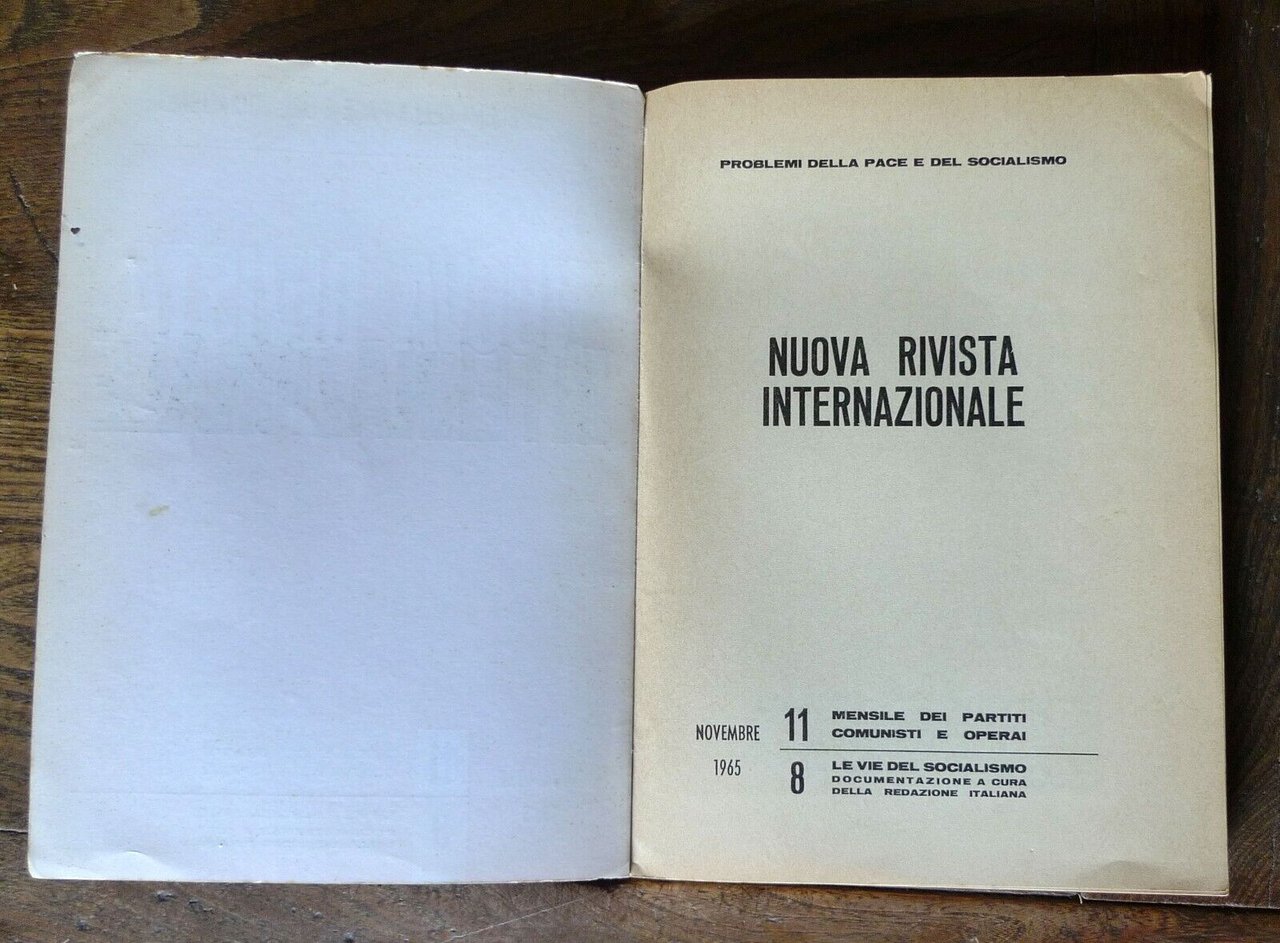 PROBLEMI DELLA PACE E DEL SOCIALISMO
NUOVA RIVISTA
INTERNAZIONALE
NOVEMBRE
1965
11
MENSILE DEI PARTITI
COMUNISTI E OPERAI
8
LE VIE DEL SOCIALISMO
DOCUMENTAZIONE A CURA
DELLA REDAZIONE ITALIANA